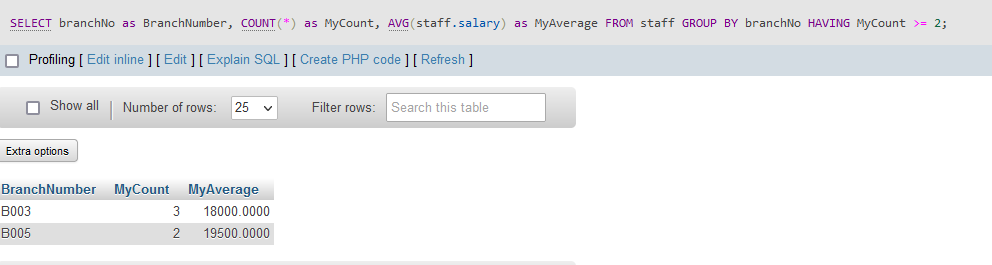 SELECT branchNo as BranchNumber, COUNT(*) as MyCount, AVG(staff.salary) as MyAverage FROM staff GROUP BY branchNo HAVING MyCount >= 2;
Profiling [ Edit inline ] [ Edit ] [ Explain SQL ] [ Create PHP code ] [ Refresh ]
Show all | Number of rows: 25 Filter rows: Search this table
Extra options
BranchNumber MyCount MyAverage
B003 3 18000.0000
B005 2 19500.0000